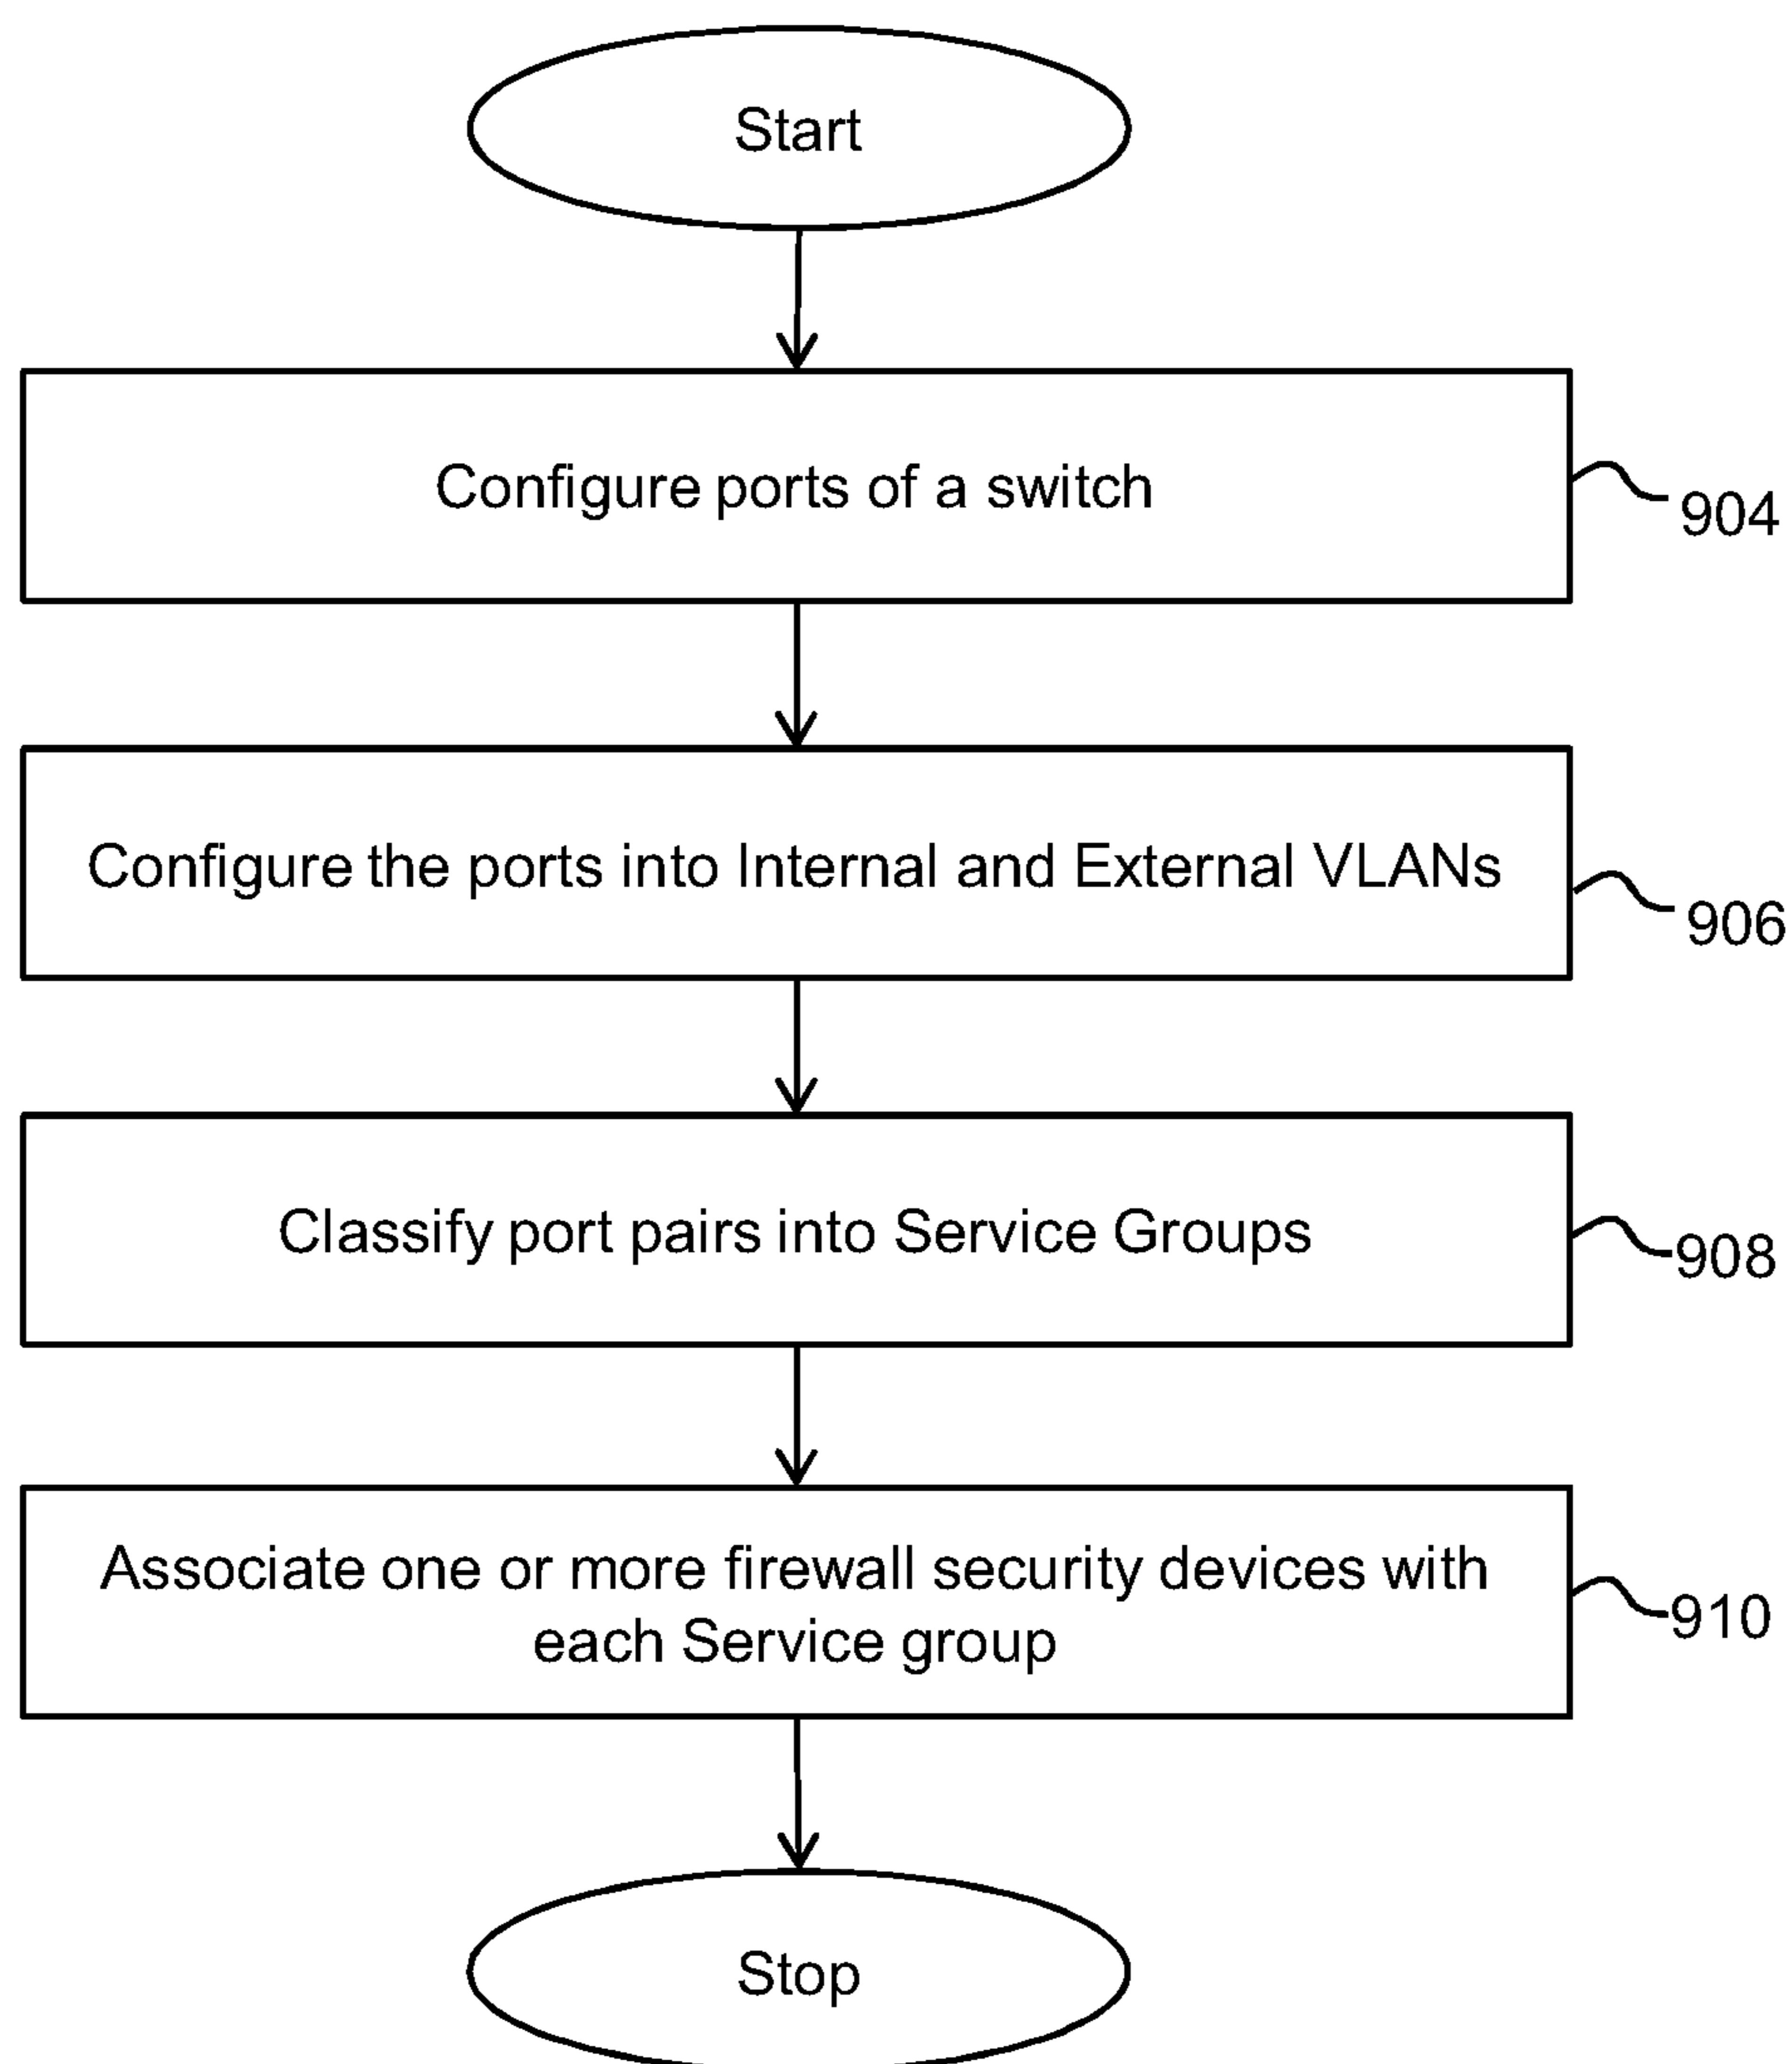 Start
Configure ports of a switch
904
Configure the ports into Internal and External VLANs
906
Classify port pairs into Service Groups
908
Associate one or more firewall security devices with
each Service group
910
Stop